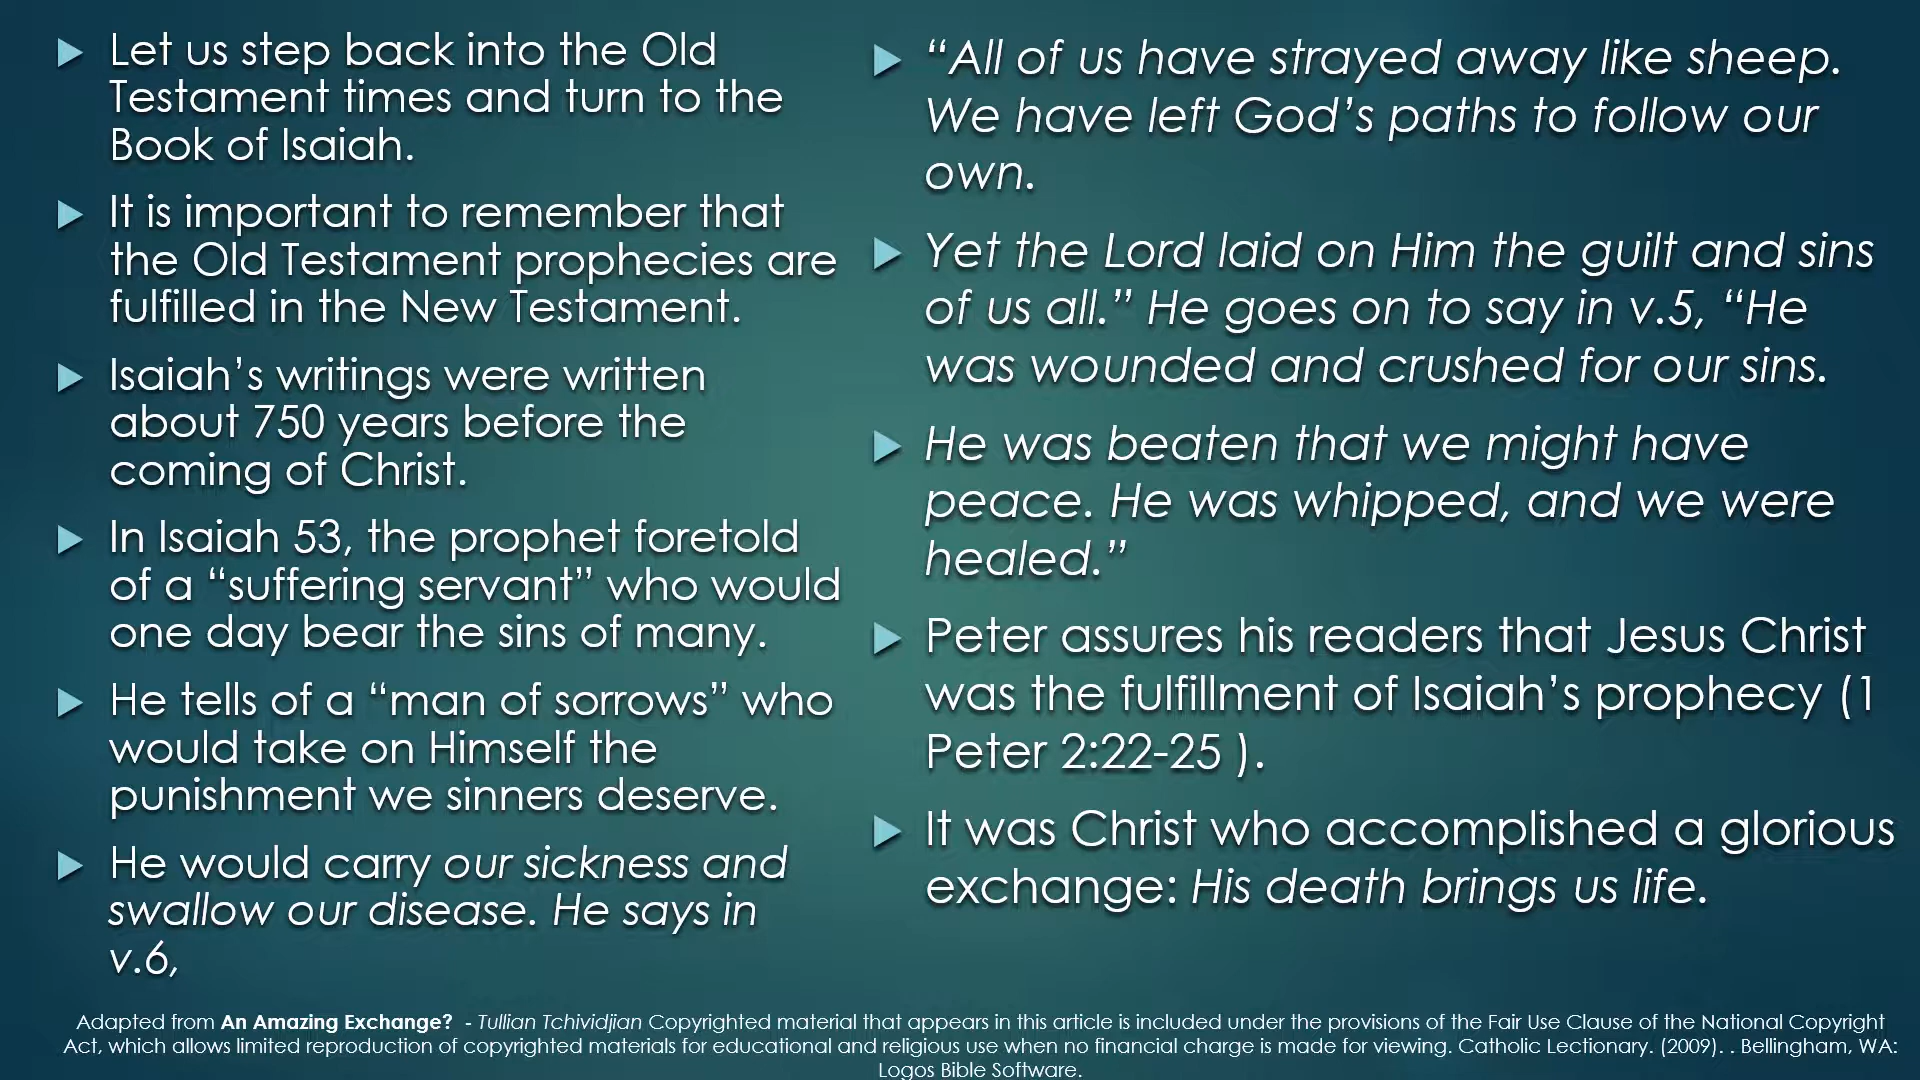 Let us step back into the Old
Testament times and turn to the
Book of Isaiah.
It is important to remember that
the Old Testament prophecies are
fulfilled in the New Testament.
Isaiah’s writings were written
about 750 years before the
coming of Christ.
In Isaiah 53, the prophet foretold
of a “suffering servant” who would
one day bear the sins of many.
He tells of a “man of sorrows” who
would take on Himself the
punishment we sinners deserve.
He would carry our sickness and
swallow our disease. He says in
v.6,
“All of us have strayed away like sheep.
We have left God’s paths to follow our
own.
Yet the Lord laid on Him the guilt and sins
of us all.” He goes on to say in v.5, “He
was wounded and crushed for our sins.
He was beaten that we might have
peace. He was whipped, and we were
healed.”
Peter assures his readers that Jesus Christ
was the fulfillment of Isaiah’s prophecy (1
Peter 2:22-25 ).
It was Christ who accomplished a glorious
exchange: His death brings us life.
Adapted from An Amazing Exchange? - Tullian Tchividjian Copyrighted material that appears in this article is included under the provisions of the Fair Use Clause of the National Copyright
Act, which allows limited reproduction of copyrighted materials for educational and religious use when no financial charge is made for viewing. Catholic Lectionary. (2009). . Bellingham, WA:
Logos Bible Software.